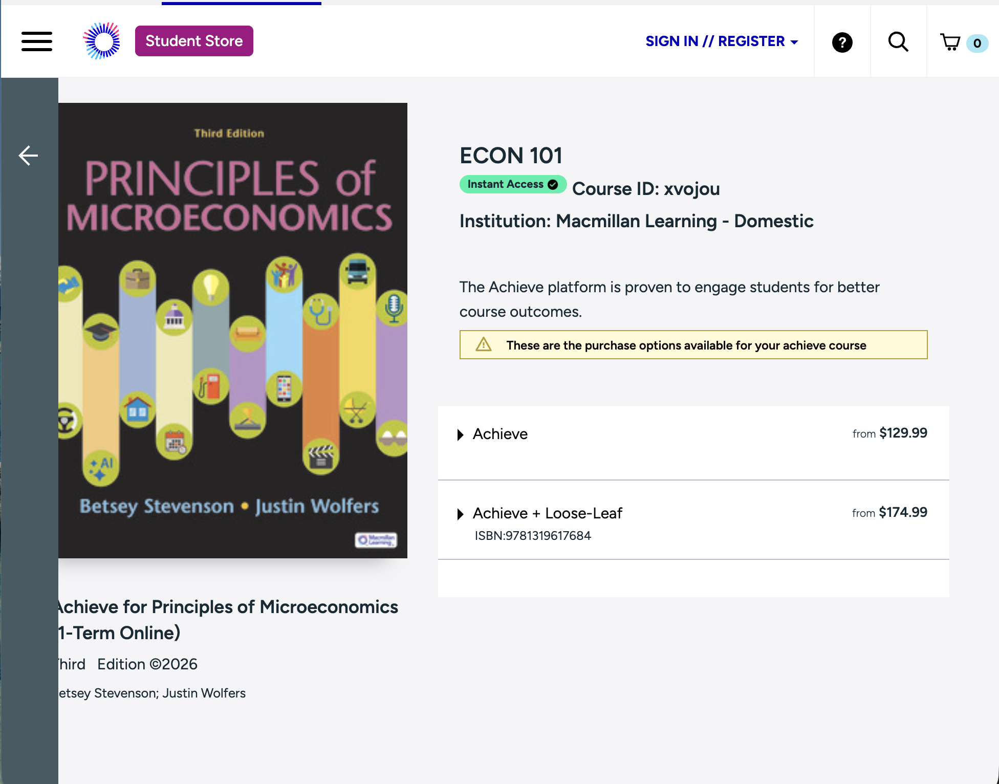 Student Store
SIGN IN // REGISTER
?
0
Third Edition
PRINCIPLES of
MICROECONOMICS
AI
Betsey Stevenson • Justin Wolfers
Macmillan
Learning
Achieve for Principles of Microeconomics
1-Term Online)
Third Edition ©2026
etsey Stevenson; Justin Wolfers
ECON 101
Instant Access Course ID: xvojou
Institution: Macmillan Learning - Domestic
The Achieve platform is proven to engage students for better
course outcomes.
These are the purchase options available for your achieve course
Achieve from $129.99
Achieve + Loose-Leaf from $174.99
ISBN:9781319617684